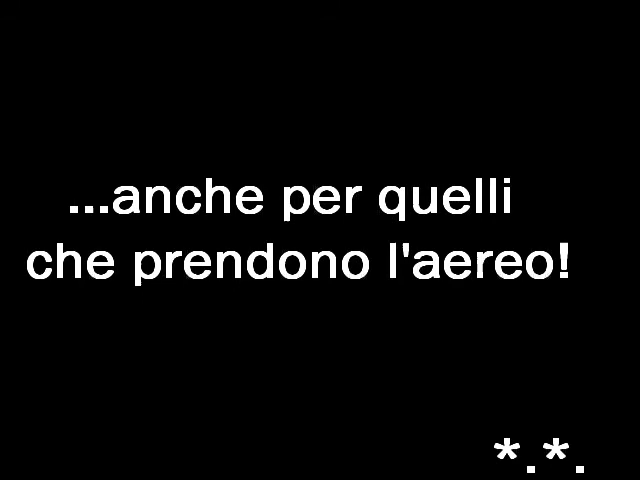 ...anche per quelli
che prendono l'aereo!
*.*.